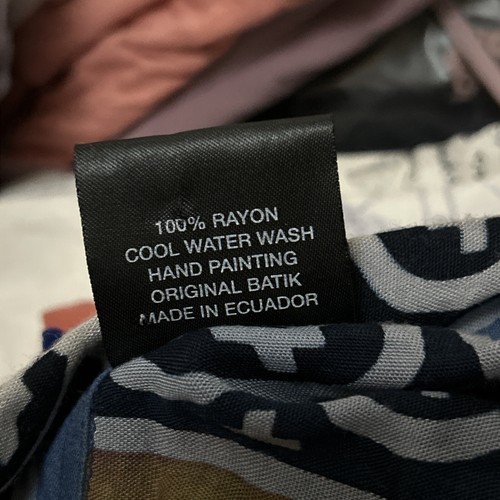 100% RAYON
COOL WATER WASH
HAND PAINTING
ORIGINAL BATIK
MADE IN ECUADOR